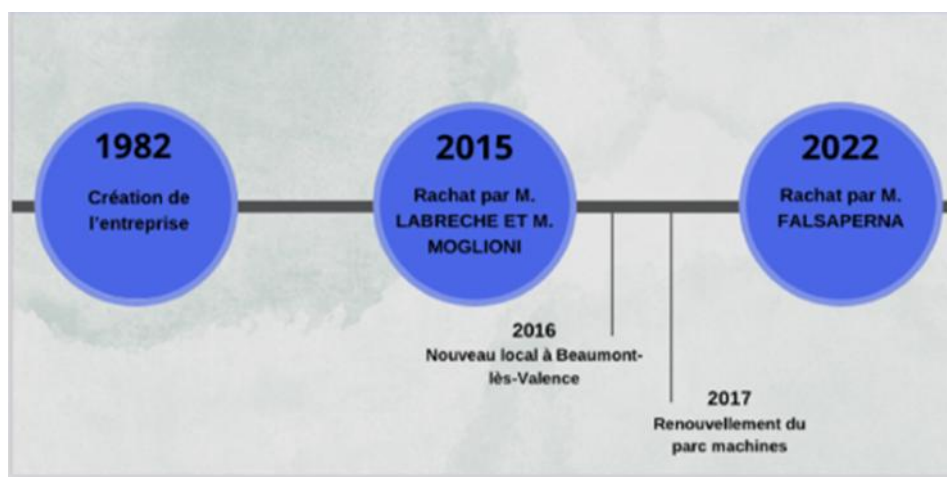 1982
Création de
l'entreprise
2015
Rachat par M.
LABRECHE ET M.
MOGLIONI
2022
Rachat par M.
FALSAPERNA
2016
Nouveau local à Beaumont-
lès-Valence
2017
Renouvellement du
parc machines